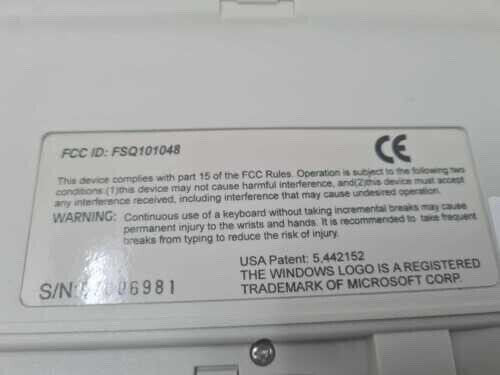 FCC ID: FSQ101048
CE
This device complies with part 15 of the FCC Rules. Operation is subject to the following two
conditions:(1)this device may not cause harmful interference, and(2)this device must accept
any interference received, including interference that may cause undesired operation.
WARNING: Continuous use of a keyboard without taking incremental breaks may cause
permanent injury to the wrists and hands. It is recommended to take frequent
breaks from typing to reduce the risk of injury.
USA Patent: 5,442152
THE WINDOWS LOGO IS A REGISTERED
TRADEMARK OF MICROSOFT CORP.
S/N: